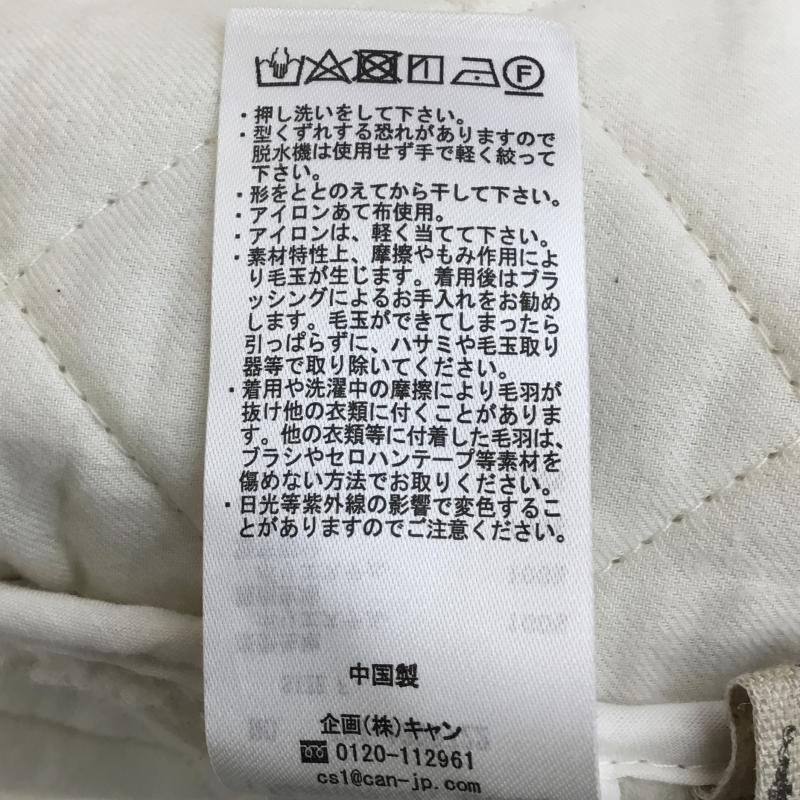 F
・押し洗いをして下さい。
・型くずれする恐れがありますので
脱水機は使用せず手で軽く絞って
下さい。
・形をととのえてから干して下さい。
・アイロンあて布使用。
・アイロンは、軽く当てて下さい。
・素材特性上、摩擦やもみ作用によ
り毛玉が生じます。着用後はブラ
ッシングによるお手入れをお勧め
します。毛玉ができてしまったら
引っぱらずに、ハサミや毛玉取り
器等で取り除いてください。
・着用や洗濯中の摩擦により毛羽が
抜け他の衣類に付くことがありま
す。他の衣類等に付着した毛羽は、
ブラシやセロハンテープ等素材を
傷めない方法でお取りください。
・日光等紫外線の影響で変色するこ
とがありますのでご注意ください。
中国製
企画(株)キャン
0120-112961
cs1@can-jp.com